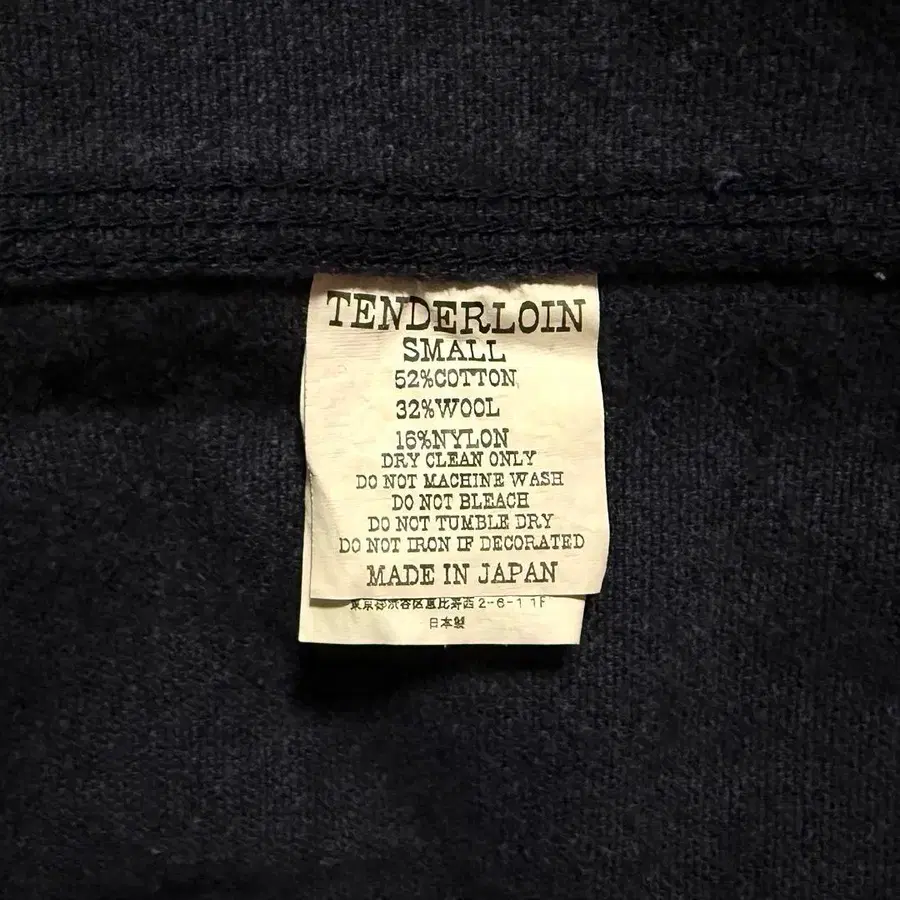 TENDERLOIN
SMALL
52%COTTON
32%WOOL
16%NYLON
DRY CLEAN ONLY
DO NOT MACHINE WASH
DO NOT BLEACH
DO NOT TUMBLE DRY
DO NOT IRON IF DECORATED
MADE IN JAPAN
東京都渋谷区恵比寿西2-6-1 1F
日本製